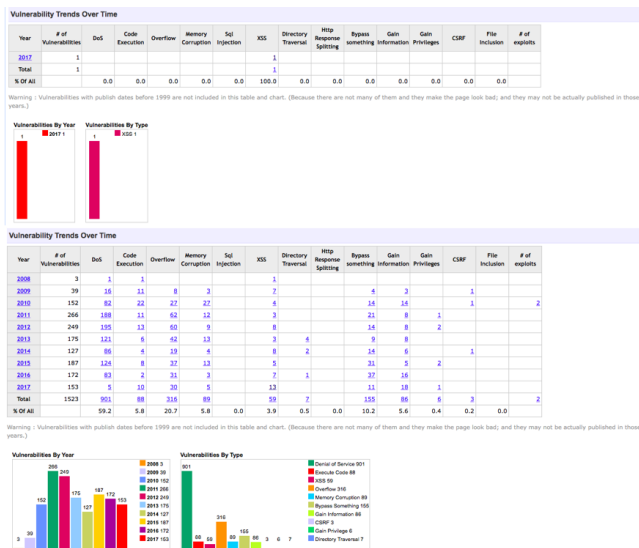 Vulnerability Trends Over Time
Year # of Vulnerabilities DoS Code Execution Overflow Memory Corruption Sql Injection XSS Directory Traversal Http Response Splitting Bypass something Gain Information Gain Privileges CSRF File Inclusion # of exploits
2017 1 1
Total 1 1
% Of All 0.0 0.0 0.0 0.0 0.0 100.0 0.0 0.0 0.0 0.0 0.0 0.0 0.0
Warning : Vulnerabilities with publish dates before 1999 are not included in this table and chart. (Because there are not many of them and they make the page look bad; and they may not be actually published in those
years.)
Vulnerabilities By Year Vulnerabilities By Type
1 2017 1 1 XSS 1
Vulnerability Trends Over Time
Year # of Vulnerabilities DoS Code Execution Overflow Memory Corruption Sql Injection XSS Directory Traversal Http Response Splitting Bypass something Gain Information Gain Privileges CSRF File Inclusion # of exploits
2008 3 1 1 1
2009 39 16 11 8 3 7 4 3 1
2010 152 82 22 27 27 4 14 14 1 2
2011 266 188 11 62 12 3 21 8 1
2012 249 195 13 60 9 8 14 8 2
2013 175 121 6 42 13 3 4 9 8
2014 127 86 4 19 4 8 2 14 6 1
2015 187 124 8 37 13 5 31 5 2
2016 172 83 2 31 3 7 1 37 16
2017 153 5 10 30 5 13 11 18 1
Total 1523 901 88 316 89 59 7 155 86 6 3 2
% Of All 59.2 5.8 20.7 5.8 0.0 3.9 0.5 0.0 10.2 5.6 0.4 0.2 0.0
Warning : Vulnerabilities with publish dates before 1999 are not included in this table and chart. (Because there are not many of them and they make the page look bad; and they may not be actually published in those
years.)
Vulnerabilities By Year Vulnerabilities By Type
3 39 152 266 249 175 127 187 172 153
2008 3
2009 39
2010 152
2011 266
2012 249
2013 175
2014 127
2015 187
2016 172
2017 153
901 88 59 316 89 155 86 3 6 7
Denial of Service 901
Execute Code 88
XSS 59
Overflow 316
Memory Corruption 89
Bypass Something 155
Gain Information 86
CSRF 3
Gain Privilege 6
Directory Traversal 7